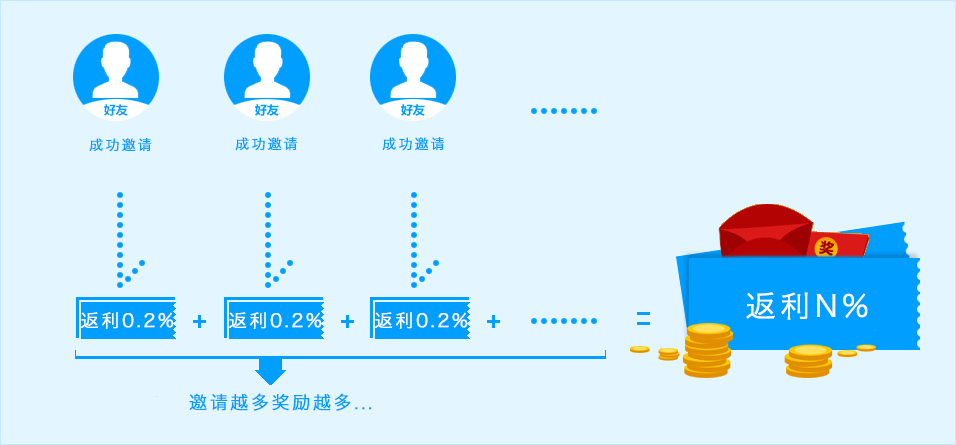 好友 好友 好友
成功邀请 成功邀请 成功邀请
奖
返利0.2% + 返利0.2% + 返利0.2% + ....... = 返利N%
邀请越多奖励越多...